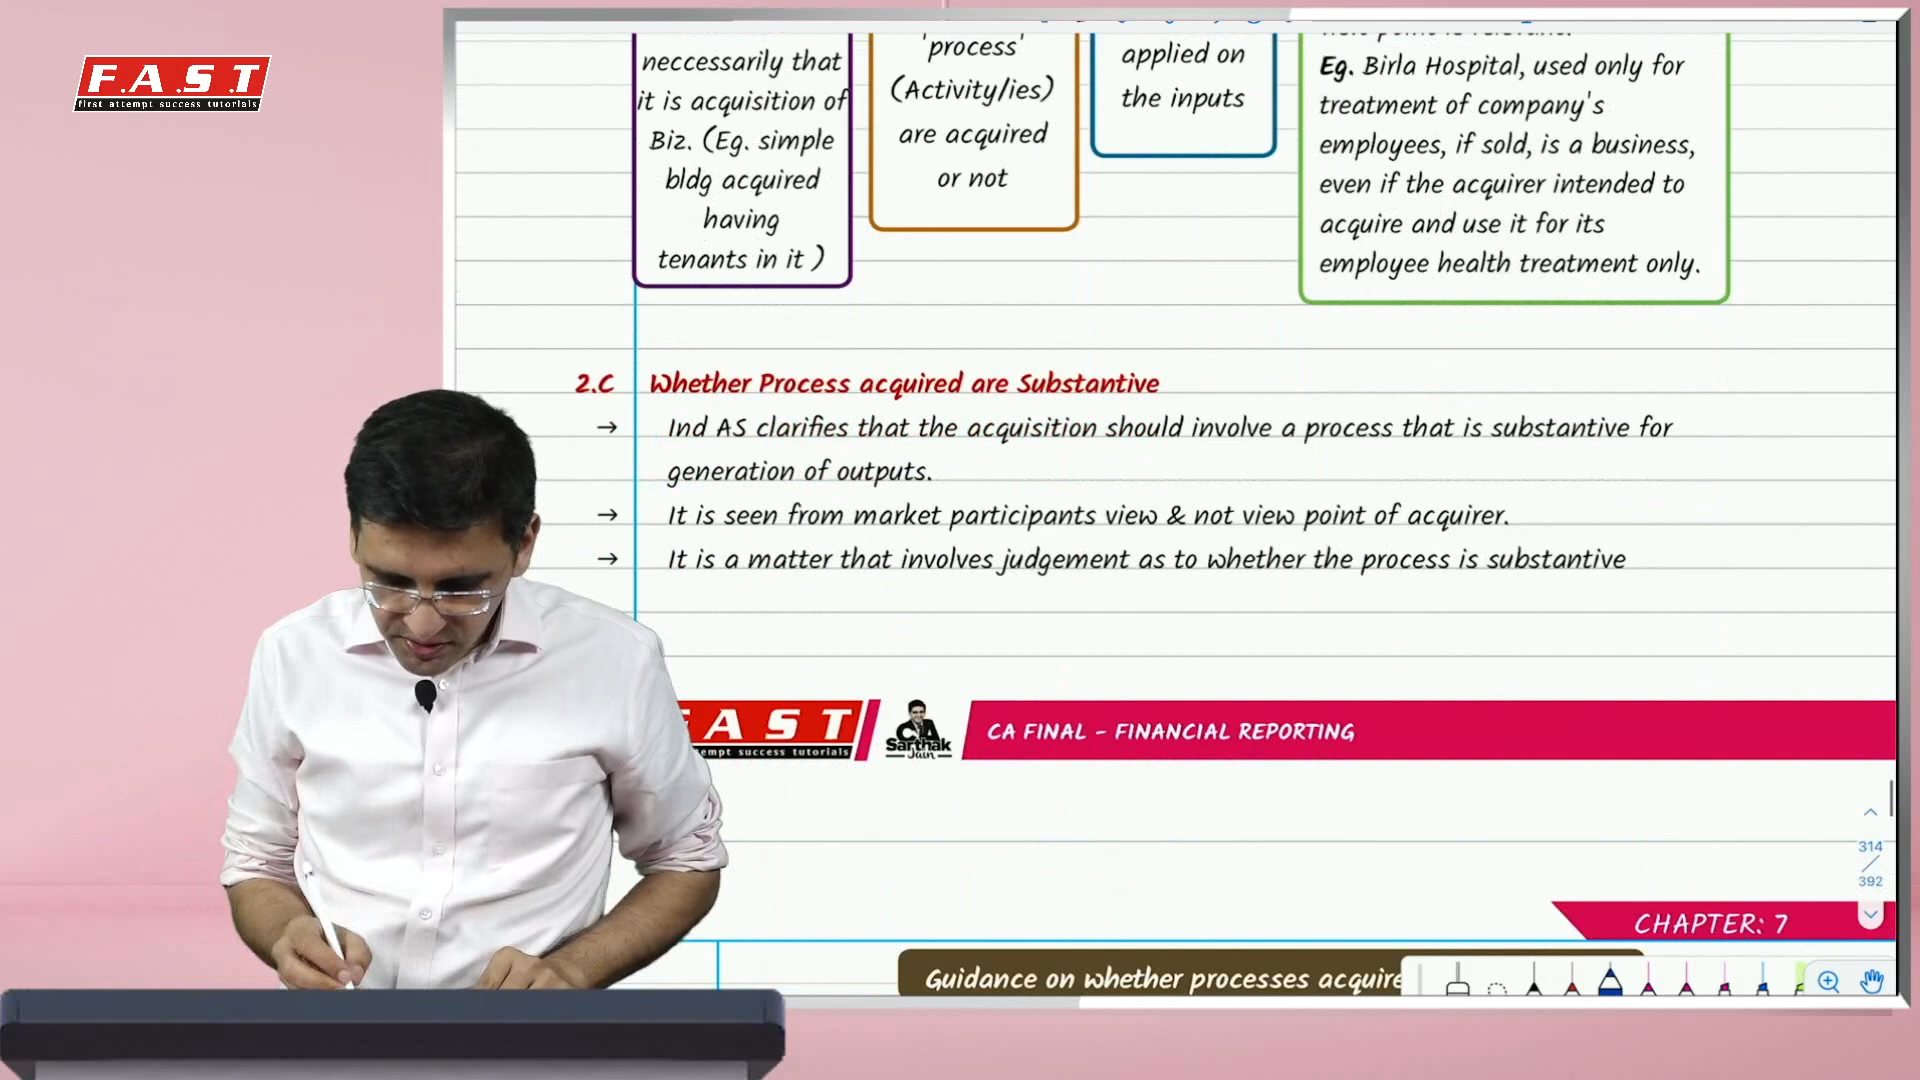 F.A.S.T
first attempt success tutorials
neccessarily that
it is acquisition of
Biz. (Eg. simple
bldg acquired
having
tenants in it )
'process'
(Activity/ies)
are acquired
or not
applied on
the inputs
Eg. Birla Hospital, used only for
treatment of company's
employees, if sold, is a business,
even if the acquirer intended to
acquire and use it for its
employee health treatment only.
2.C Whether Process acquired are Substantive
→ Ind AS clarifies that the acquisition should involve a process that is substantive for
generation of outputs.
→ It is seen from market participants view & not view point of acquirer.
→ It is a matter that involves judgement as to whether the process is substantive
A S T
empt success tutorials
CA
Sarthak
Jain
CA FINAL - FINANCIAL REPORTING
314
392
CHAPTER: 7
Guidance on whether processes acquire